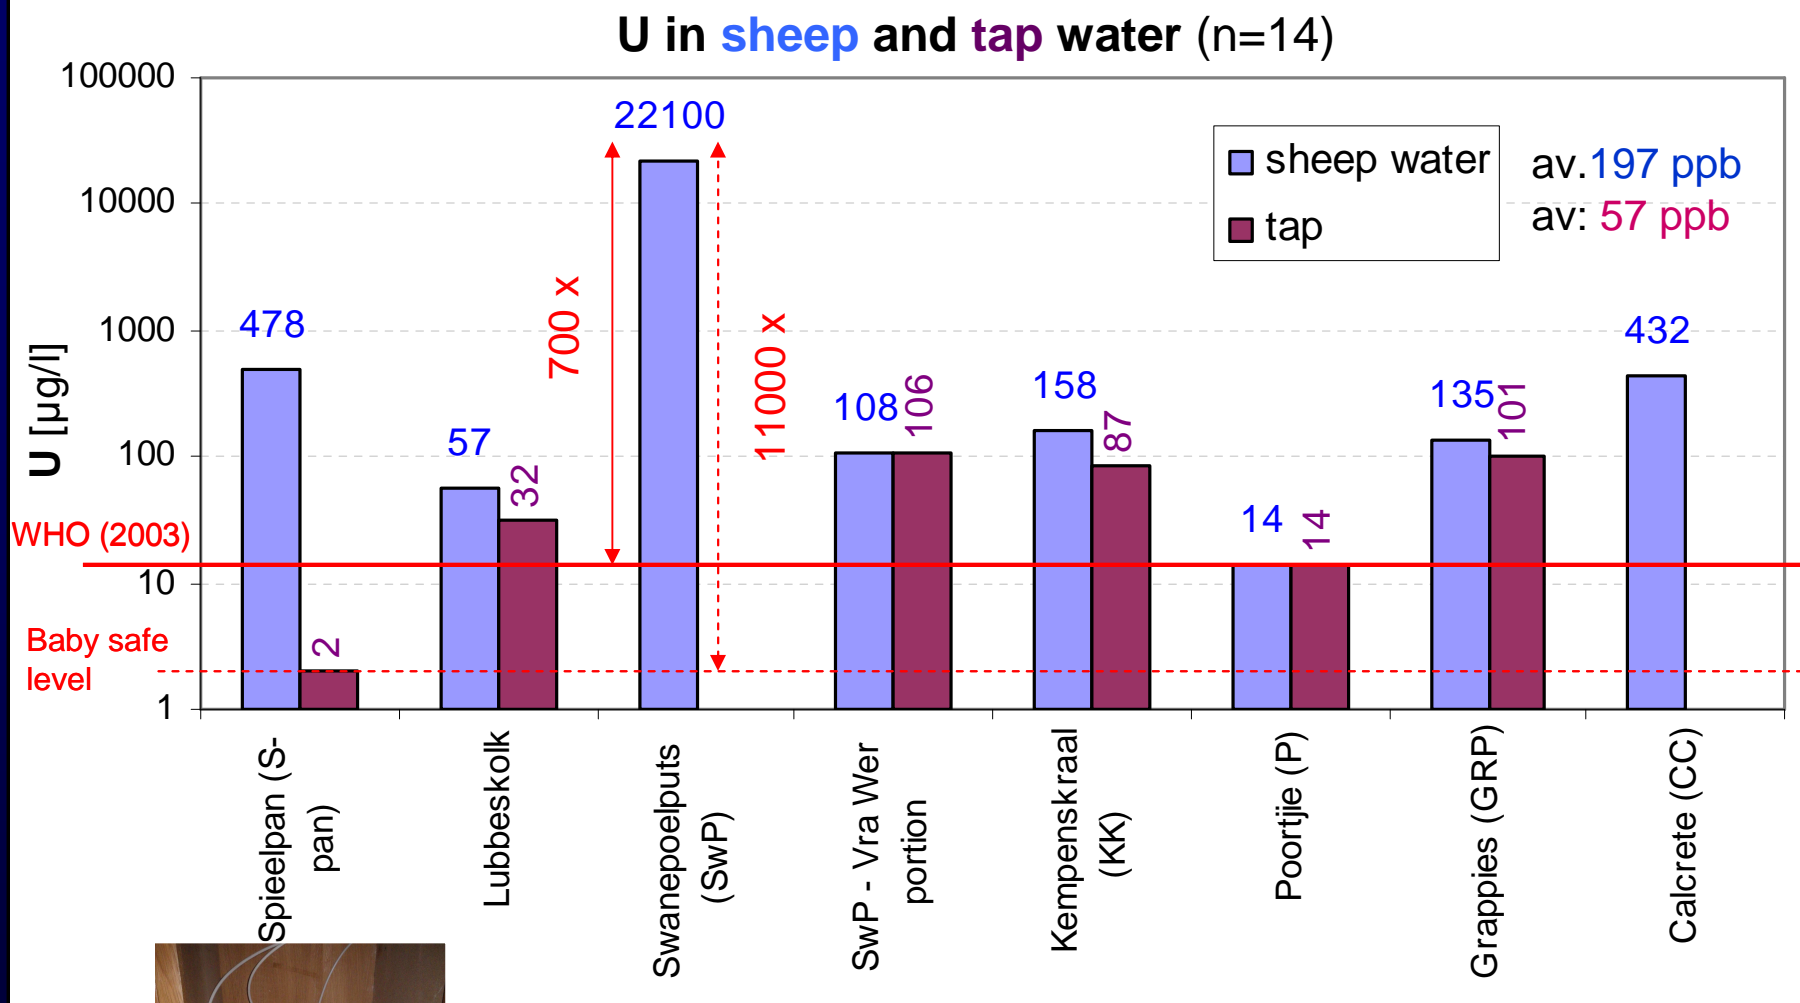 U in sheep and tap water (n=14)
100000
10000
1000
100
10
1
U [µg/l]
WHO (2003)
Baby safe
level
478
2
57
32
22100
700 x
11000 x
108
106
158
87
14
14
135
101
432
sheep water
tap
av.197 ppb
av: 57 ppb
Spieelpan (S-
pan)
Lubbeskolk
Swanepoelputs
(SwP)
SwP - Vra Wer
portion
Kempenskraal
(KK)
Poortjie (P)
Grappies (GRP)
Calcrete (CC)